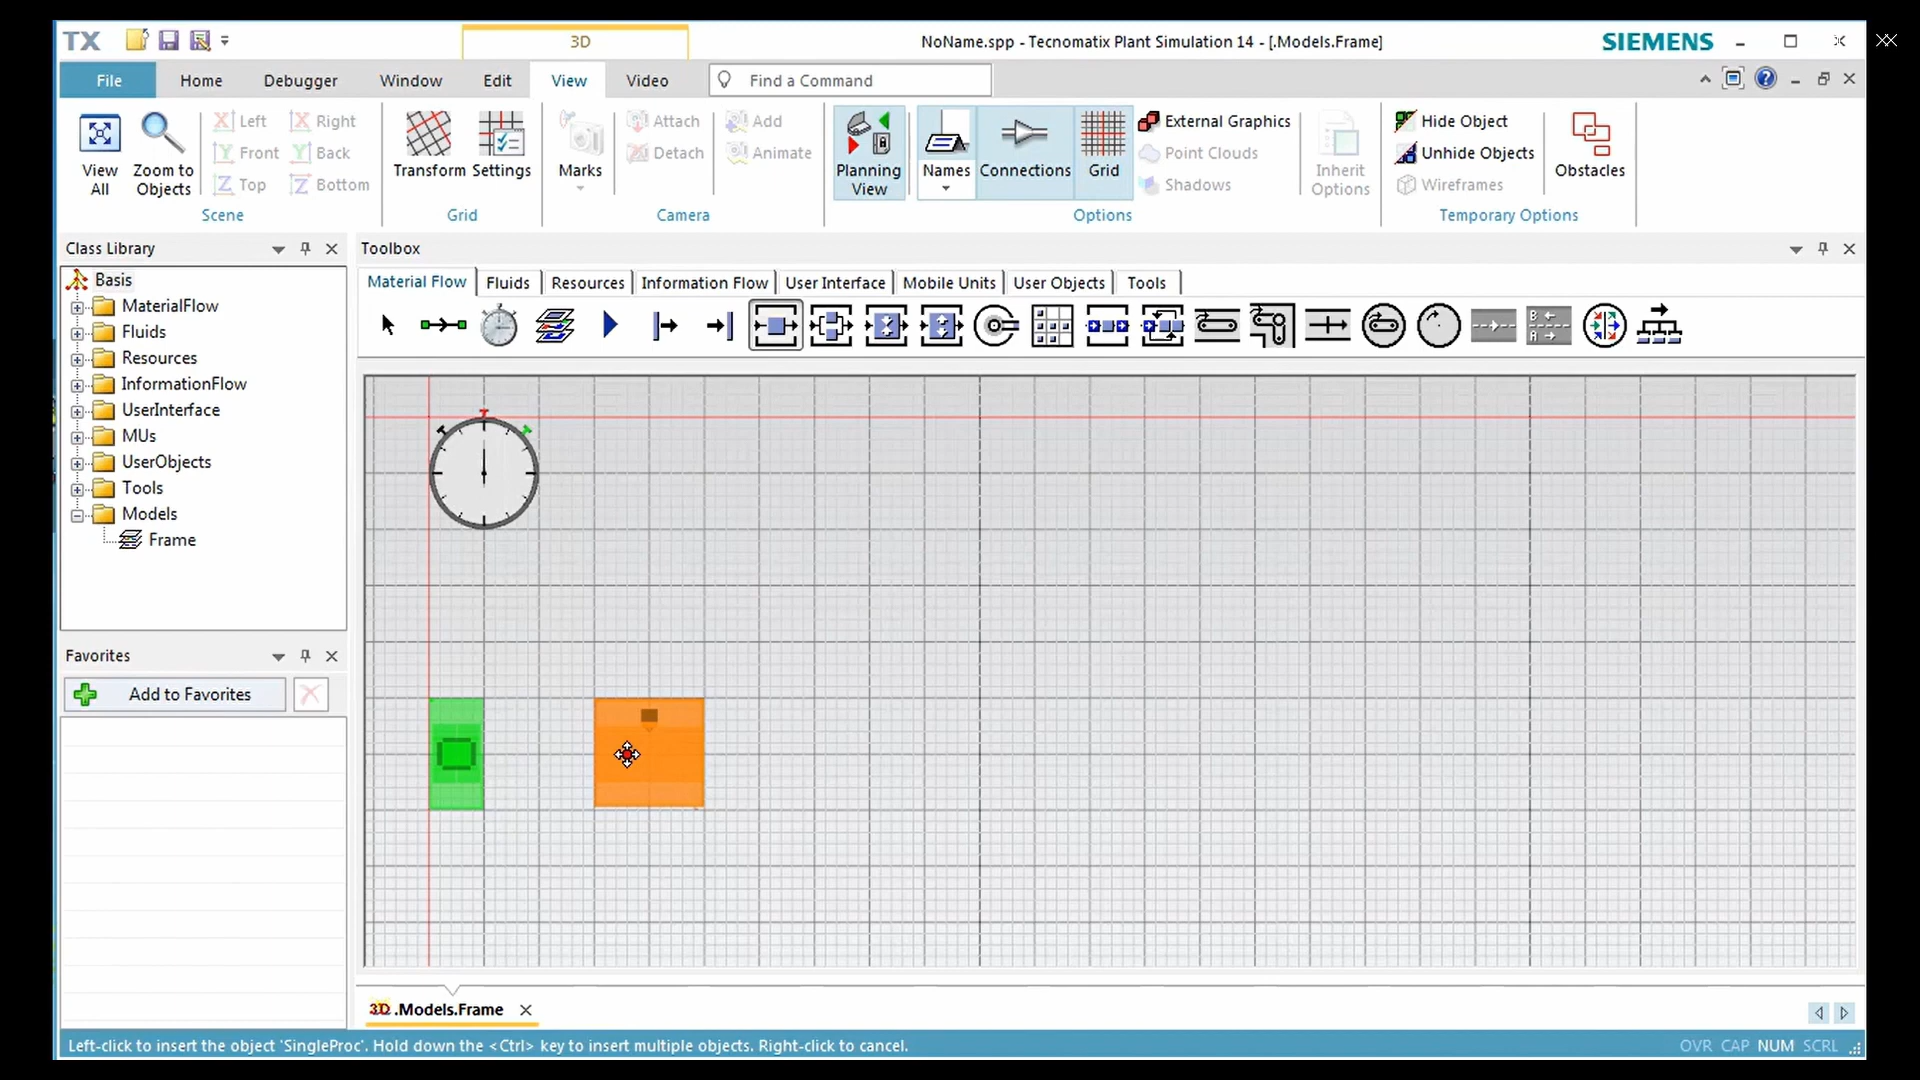 TX
3D
NoName.spp - Tecnomatix Plant Simulation 14 - [.Models.Frame]
SIEMENS
File
Home
Debugger
Window
Edit
View
Video
Find a Command
View All
Zoom to Objects
Left
Right
Front
Back
Top
Bottom
Scene
Transform
Settings
Grid
Marks
Attach
Detach
Add
Animate
Camera
Planning View
Names
Connections
Grid
External Graphics
Point Clouds
Shadows
Inherit Options
Options
Hide Object
Unhide Objects
Wireframes
Obstacles
Temporary Options
Class Library
Basis
MaterialFlow
Fluids
Resources
InformationFlow
UserInterface
MUs
UserObjects
Tools
Models
Frame
Favorites
Add to Favorites
Toolbox
Material Flow
Fluids
Resources
Information Flow
User Interface
Mobile Units
User Objects
Tools
3D .Models.Frame
Left-click to insert the object 'SingleProc'. Hold down the <Ctrl> key to insert multiple objects. Right-click to cancel.
OVR CAP NUM SCRL